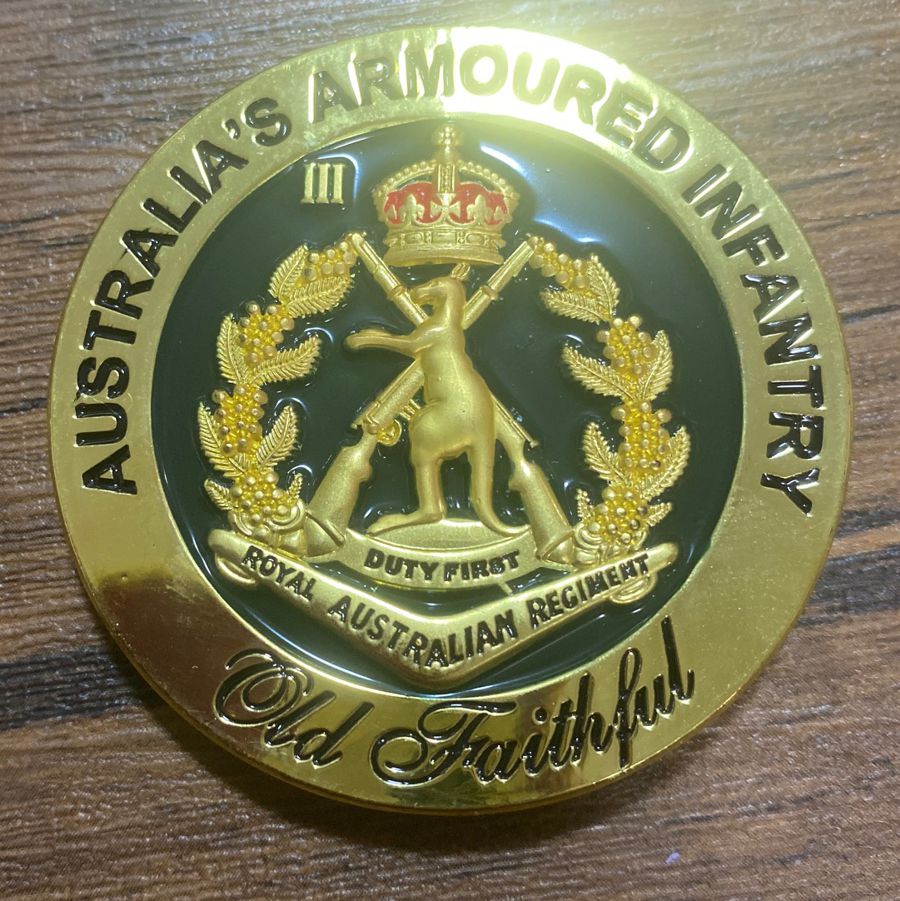 AUSTRALIA'S ARMOURED INFANTRY
III
DUTY FIRST
ROYAL AUSTRALIAN REGIMENT
Old Faithful